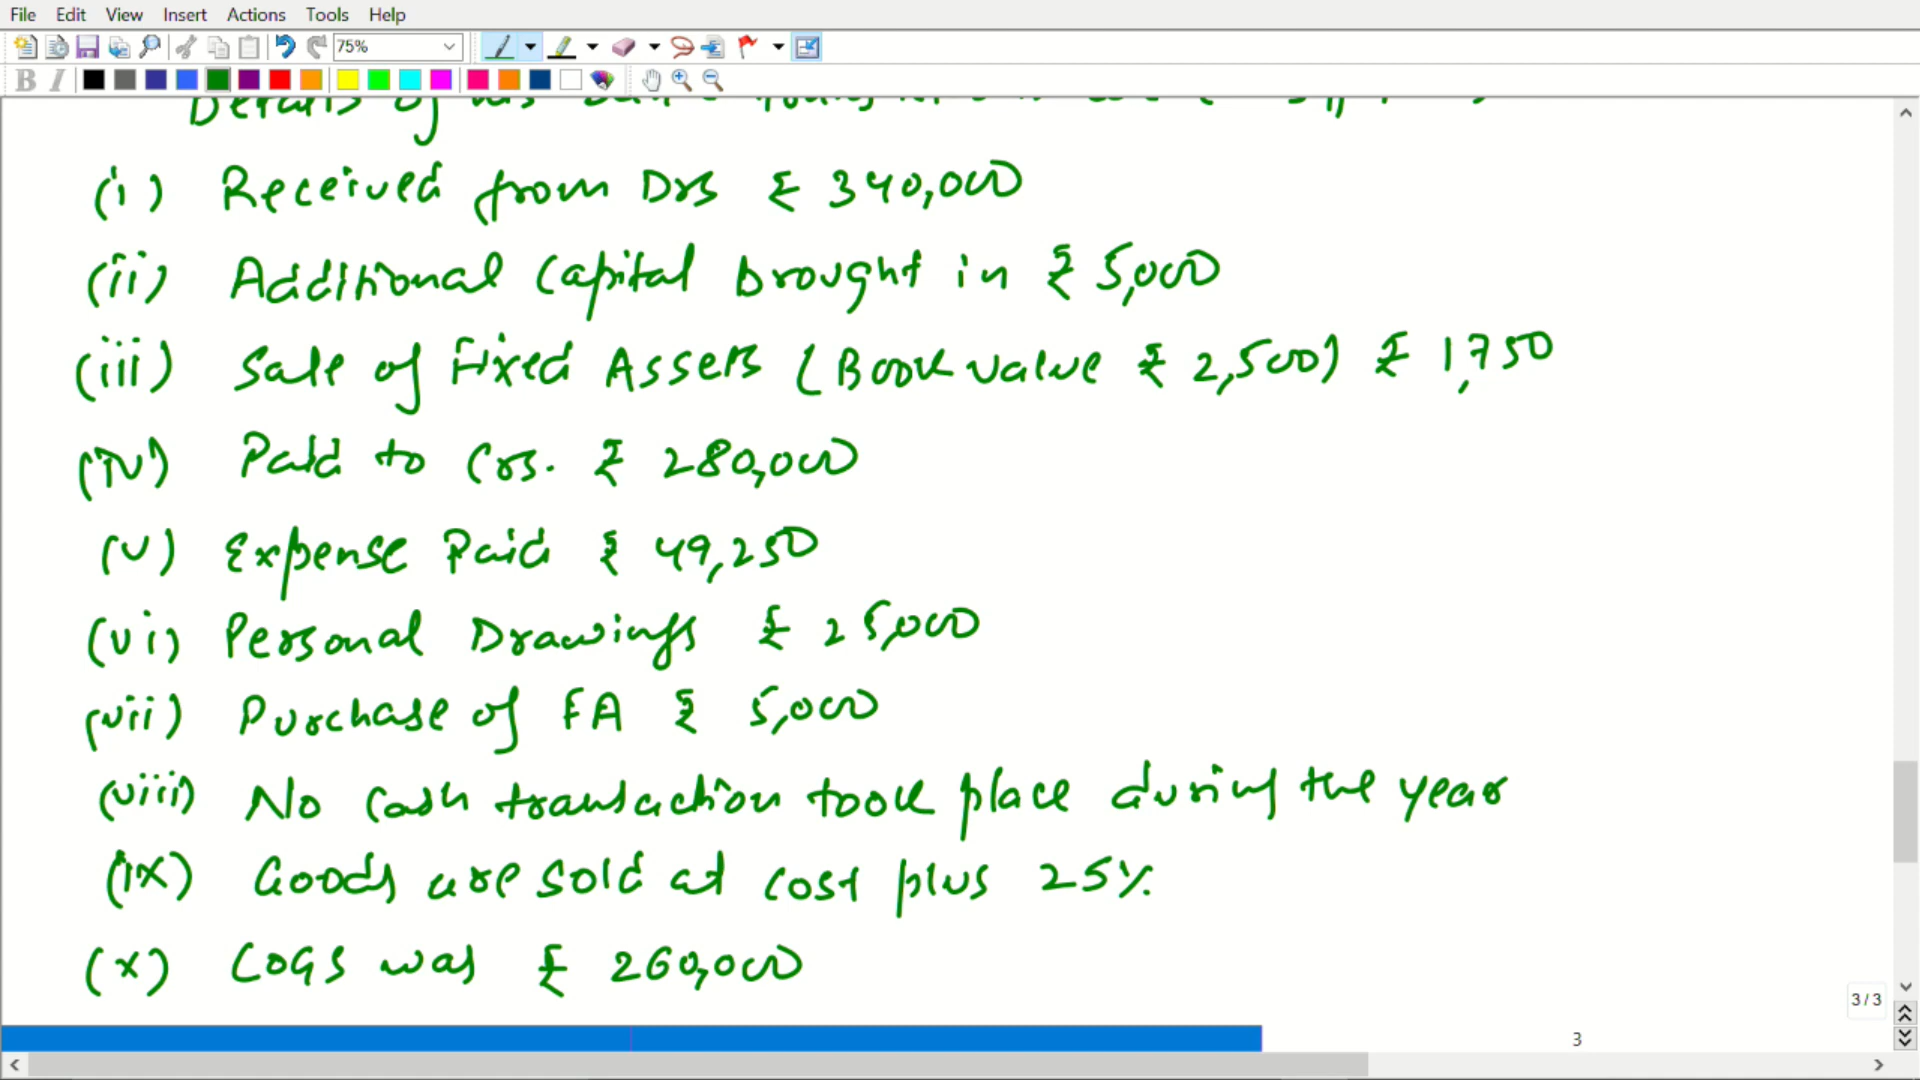 File Edit View Insert Actions Tools Help
75%
B I
Details of his
(i) Received from Drs ₹ 340,000
(ii) Additional Capital brought in ₹ 5,000
(iii) Sale of Fixed Assets (Book value ₹ 2,500) ₹ 1,750
(iv) Paid to Crs. ₹ 280,000
(v) Expense Paid ₹ 49,250
(vi) Personal Drawings ₹ 25,000
(vii) Purchase of FA ₹ 5,000
(viii) No cash transaction took place during the year
(ix) Goods are sold at cost plus 25%
(x) COGS was ₹ 260,000
3 / 3
3